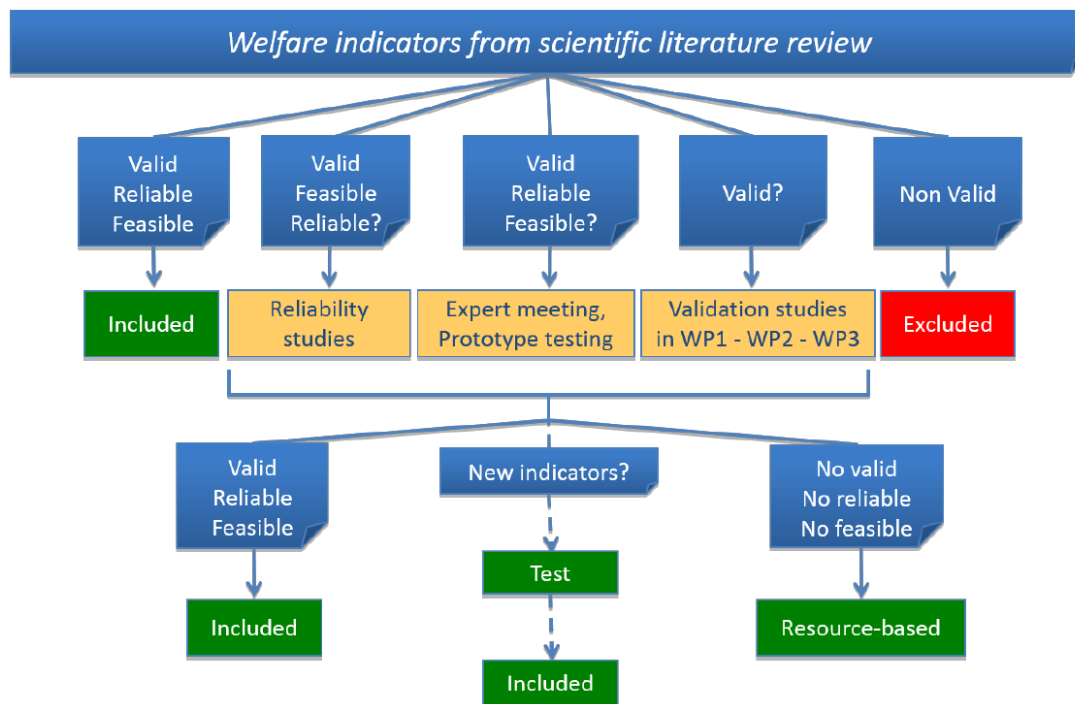 Welfare indicators from scientific literature review
Valid
Reliable
Feasible
Valid
Feasible
Reliable?
Valid
Reliable
Feasible?
Valid?
Non Valid
Included
Reliability
studies
Expert meeting,
Prototype testing
Validation studies
in WP1 - WP2 - WP3
Excluded
Valid
Reliable
Feasible
New indicators?
No valid
No reliable
No feasible
Test
Included
Resource-based
Included